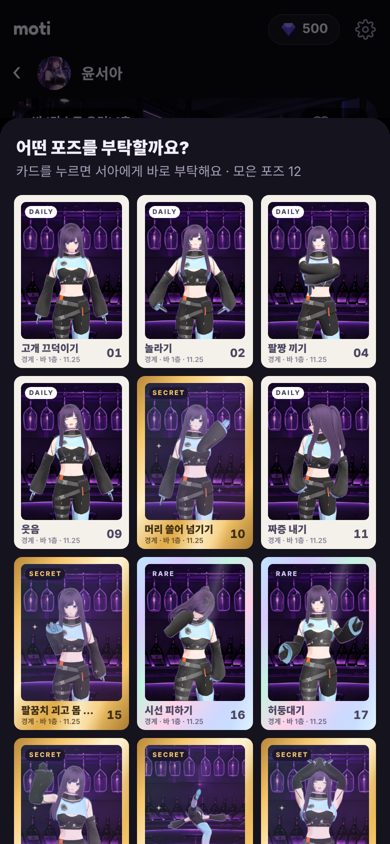 moti
500
윤서아
어떤 포즈를 부탁할까요?
카드를 누르면 서아에게 바로 부탁해요 · 모은 포즈 12
DAILY
고개 끄덕이기
경계 · 바 1층 · 11.25
01
DAILY
놀라기
경계 · 바 1층 · 11.25
02
DAILY
팔짱 끼기
경계 · 바 1층 · 11.25
04
DAILY
웃음
경계 · 바 1층 · 11.25
09
SECRET
머리 쓸어 넘기기
경계 · 바 1층 · 11.25
10
DAILY
짜증 내기
경계 · 바 1층 · 11.25
11
SECRET
팔꿈치 괴고 몸 ...
경계 · 바 1층 · 11.25
15
RARE
시선 피하기
경계 · 바 1층 · 11.25
16
RARE
허둥대기
경계 · 바 1층 · 11.25
17
SECRET
SECRET
SECRET